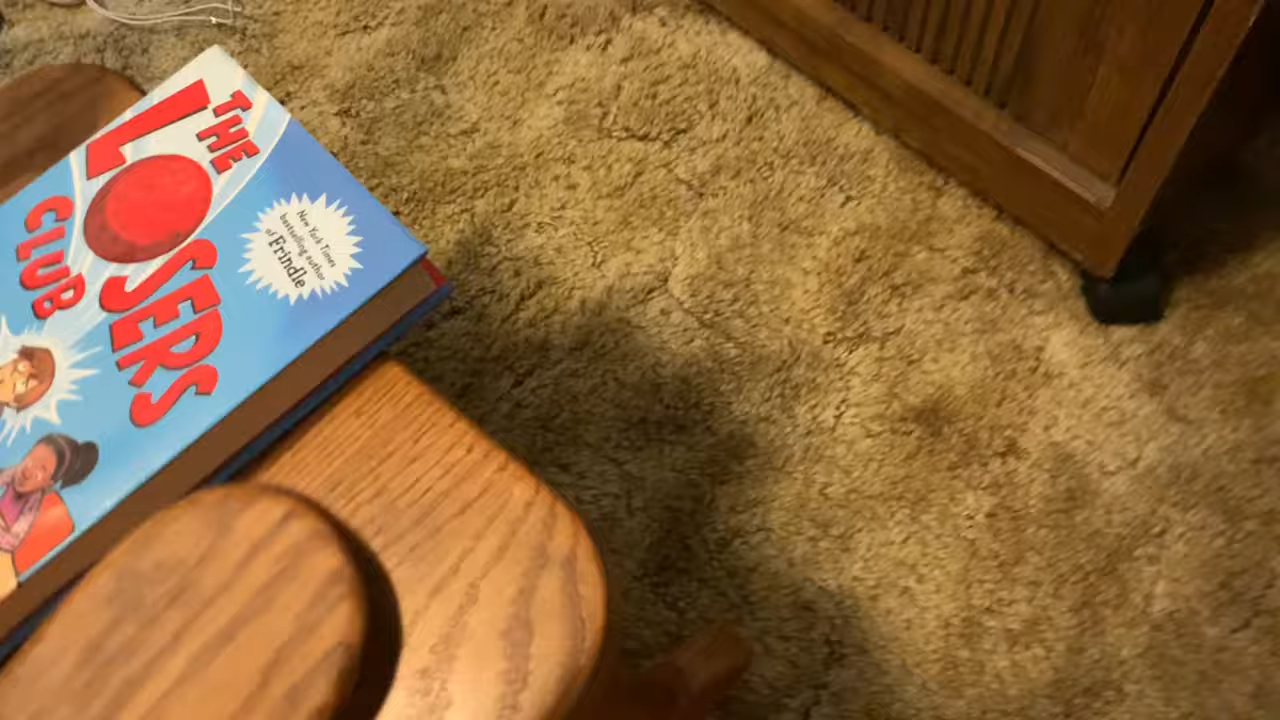 THE
LOSERS
CLUB
New York Times
bestselling author
of Frindle